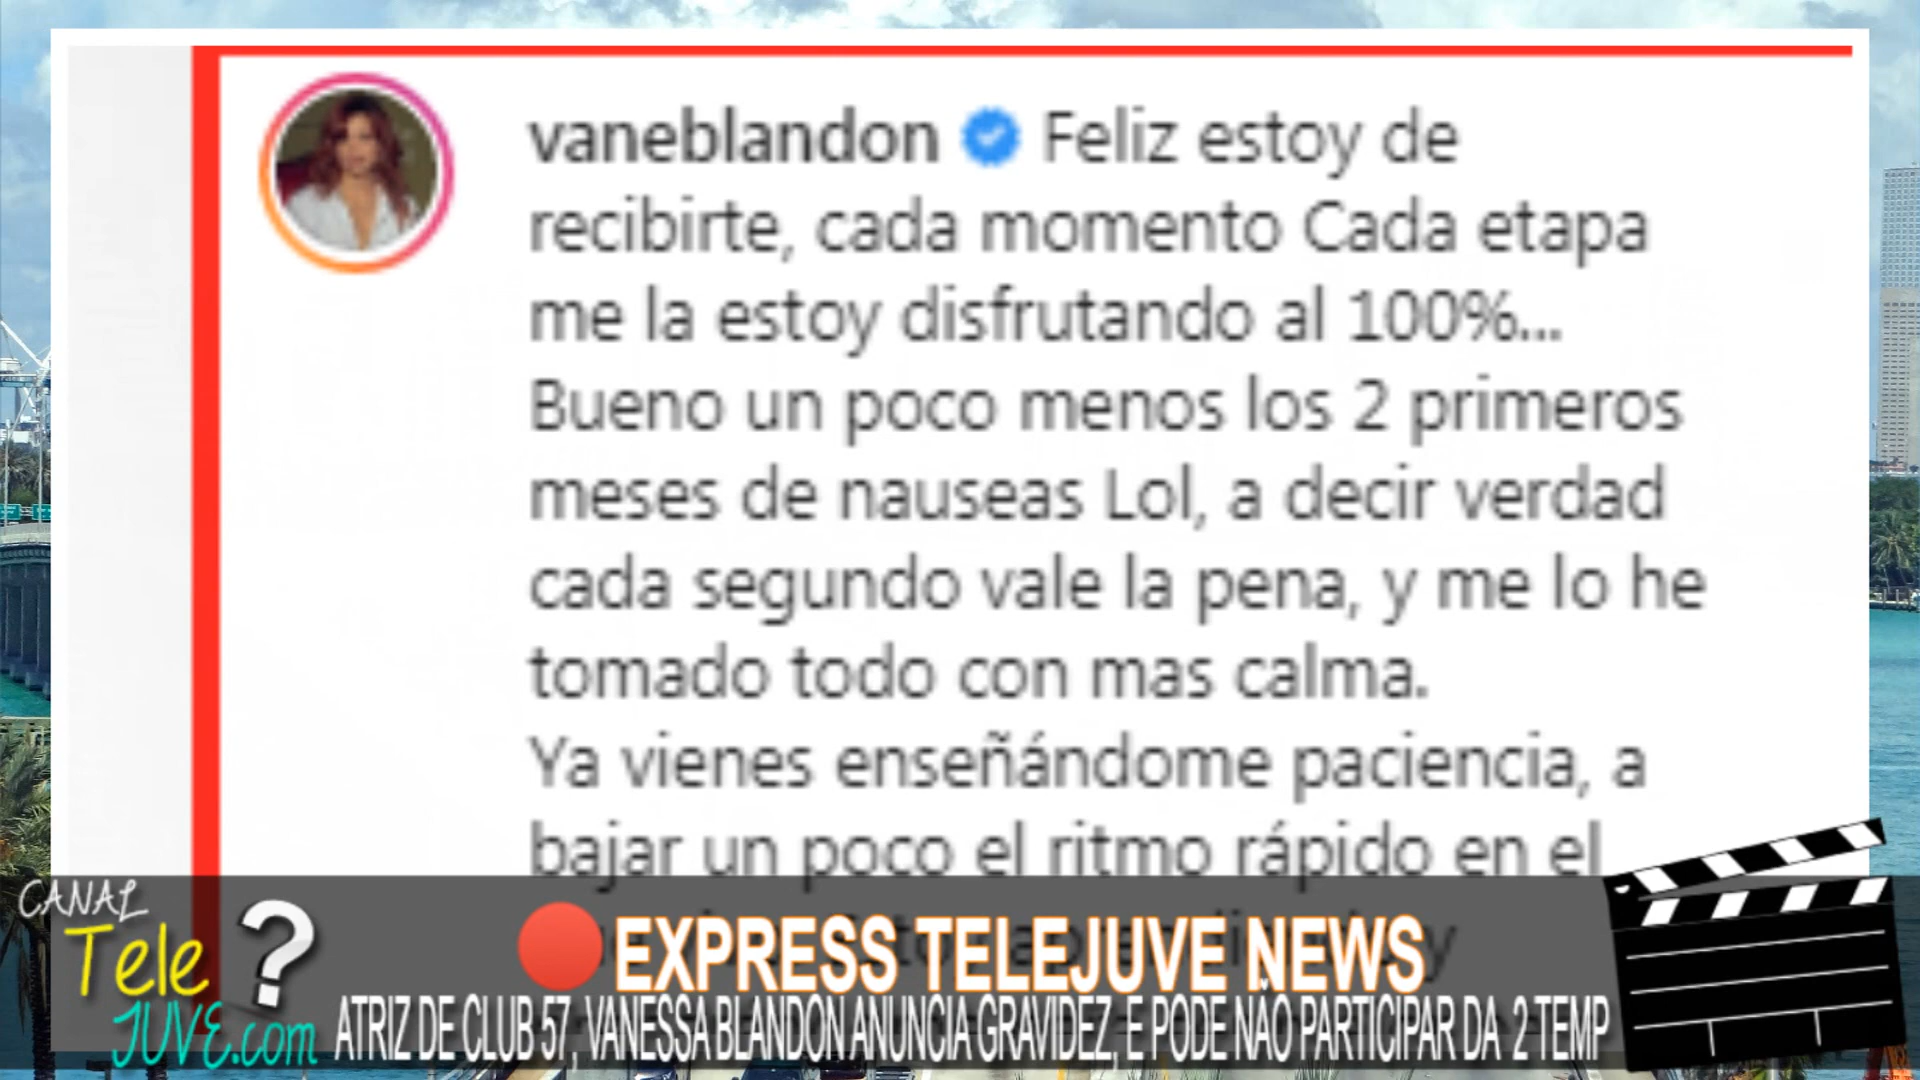 vaneblandon Feliz estoy de
recibirte, cada momento Cada etapa
me la estoy disfrutando al 100%...
Bueno un poco menos los 2 primeros
meses de nauseas Lol, a decir verdad
cada segundo vale la pena, y me lo he
tomado todo con mas calma.
Ya vienes enseñándome paciencia, a
bajar un poco el ritmo rápido en el
CANAL
Tele
JUVE.com
?
EXPRESS TELEJUVE NEWS
ATRIZ DE CLUB 57, VANESSA BLANDON ANUNCIA GRAVIDEZ, E PODE NÃO PARTICIPAR DA 2 TEMP